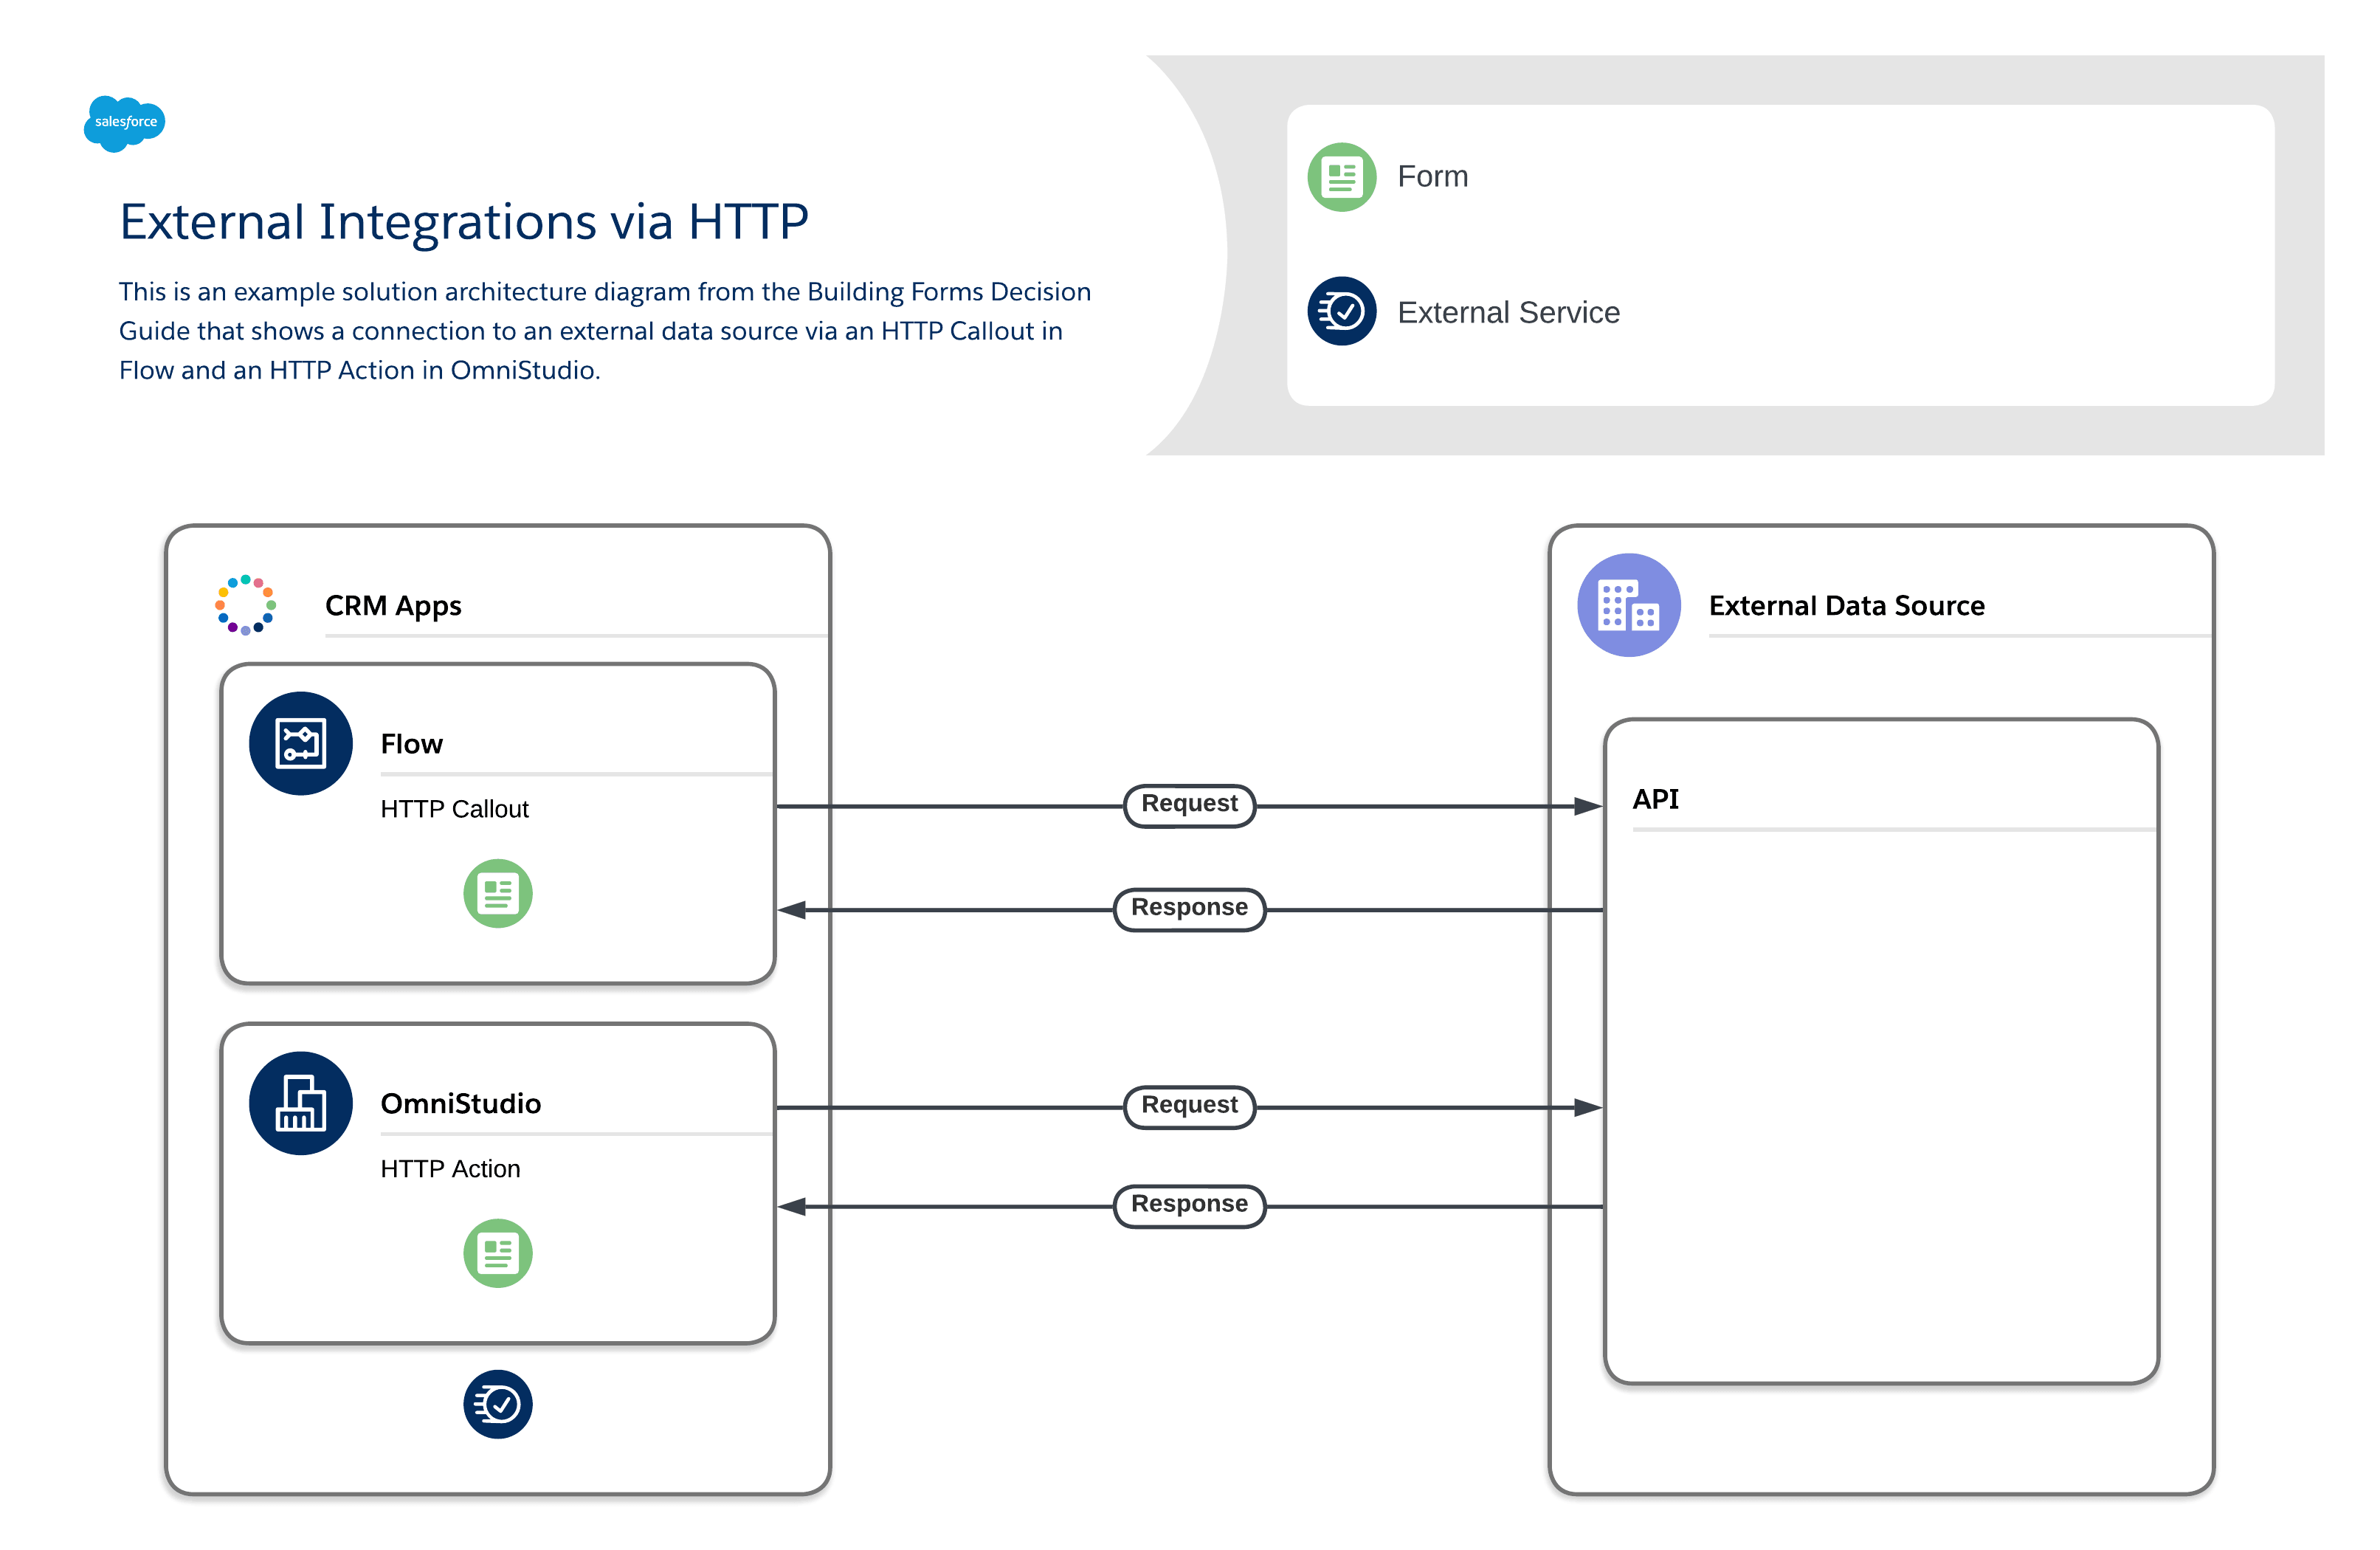 salesforce
External Integrations via HTTP
This is an example solution architecture diagram from the Building Forms Decision
Guide that shows a connection to an external data source via an HTTP Callout in
Flow and an HTTP Action in OmniStudio.
Form
External Service
CRM Apps
Flow
HTTP Callout
OmniStudio
HTTP Action
Request
Response
Request
Response
External Data Source
API